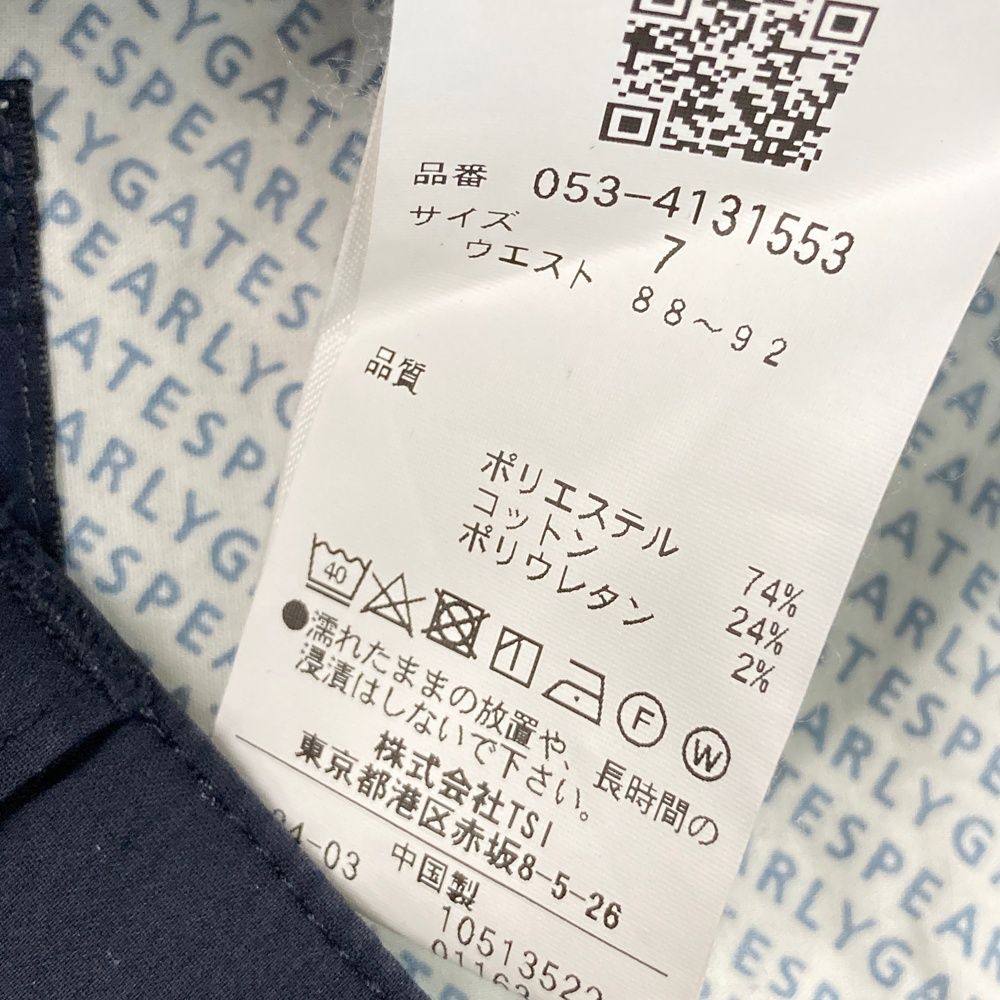 品番 053-4131553
サイズ 7
ウエスト 88~92
品質
ポリエステル 74%
コットン 24%
ポリウレタン 2%
40
F
W
●濡れたままの放置や、長時間の
浸漬はしないで下さい。
株式会社TSI
東京都港区赤坂8-5-26
-03 中国製
1051352
PEARLYGATES